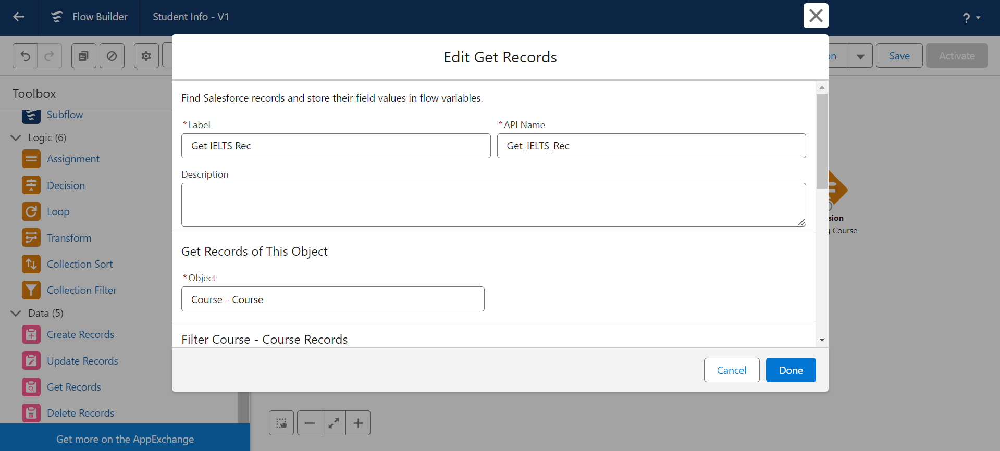 Flow Builder
Student Info - V1
?
on
Save
Activate
Edit Get Records
Toolbox
Subflow
Logic (6)
Assignment
Decision
Loop
Transform
Collection Sort
Collection Filter
Data (5)
Create Records
Update Records
Get Records
Delete Records
Get more on the AppExchange
Find Salesforce records and store their field values in flow variables.
* Label
Get IELTS Rec
* API Name
Get_IELTS_Rec
Description
Get Records of This Object
* Object
Course - Course
Filter Course - Course Records
Cancel
Done
sion
g Course